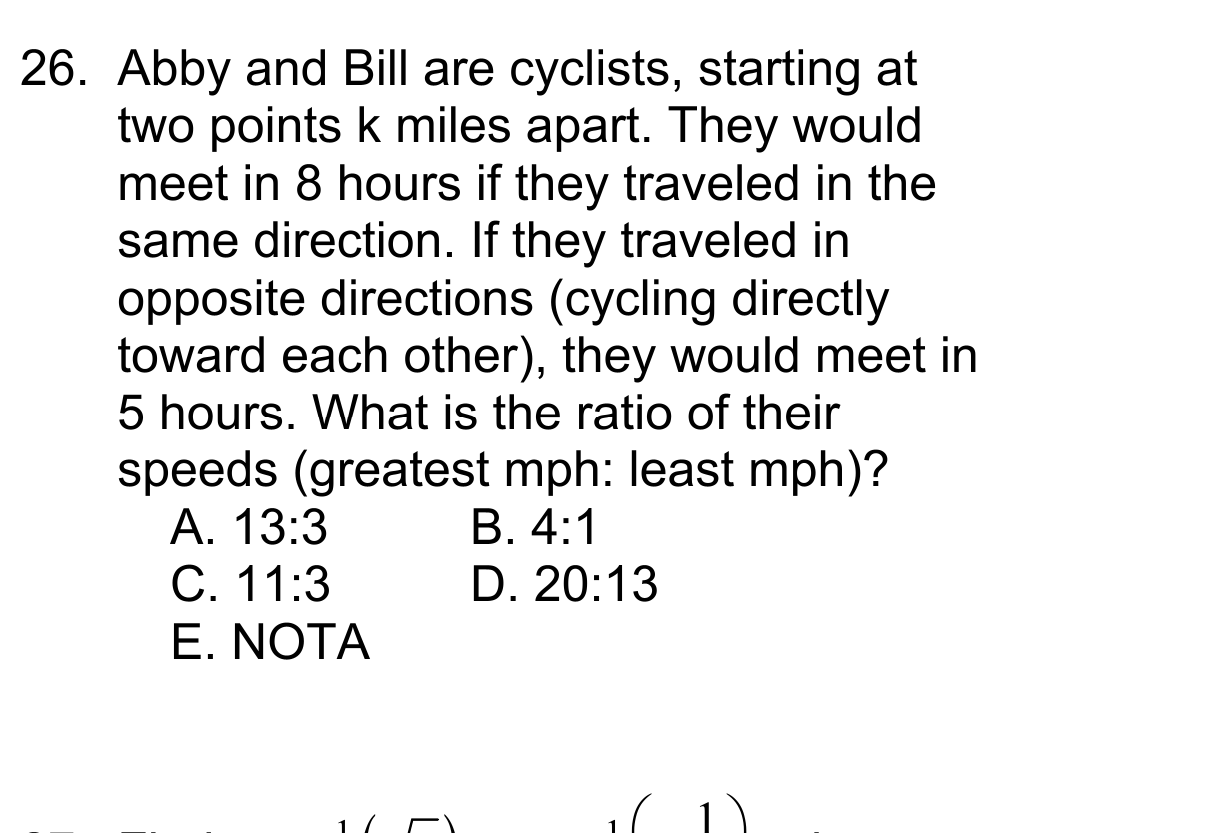 26. Abby and Bill are cyclists, starting at
two points k miles apart. They would
meet in 8 hours if they traveled in the
same direction. If they traveled in
opposite directions (cycling directly
toward each other), they would meet in
5 hours. What is the ratio of their
speeds (greatest mph: least mph)?
A. 13:3 B. 4:1
C. 11:3 D. 20:13
E. NOTA